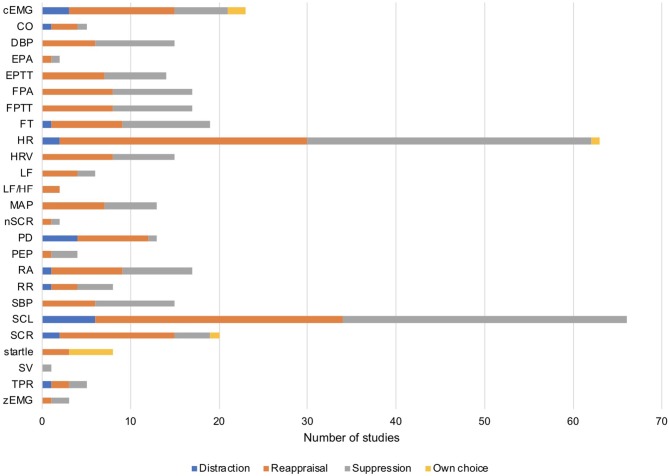 cEMG
CO
DBP
EPA
EPTT
FPA
FPTT
FT
HR
HRV
LF
LF/HF
MAP
nSCR
PD
PEP
RA
RR
SBP
SCL
SCR
startle
SV
TPR
zEMG
0 10 20 30 40 50 60 70
Number of studies
Distraction Reappraisal Suppression Own choice